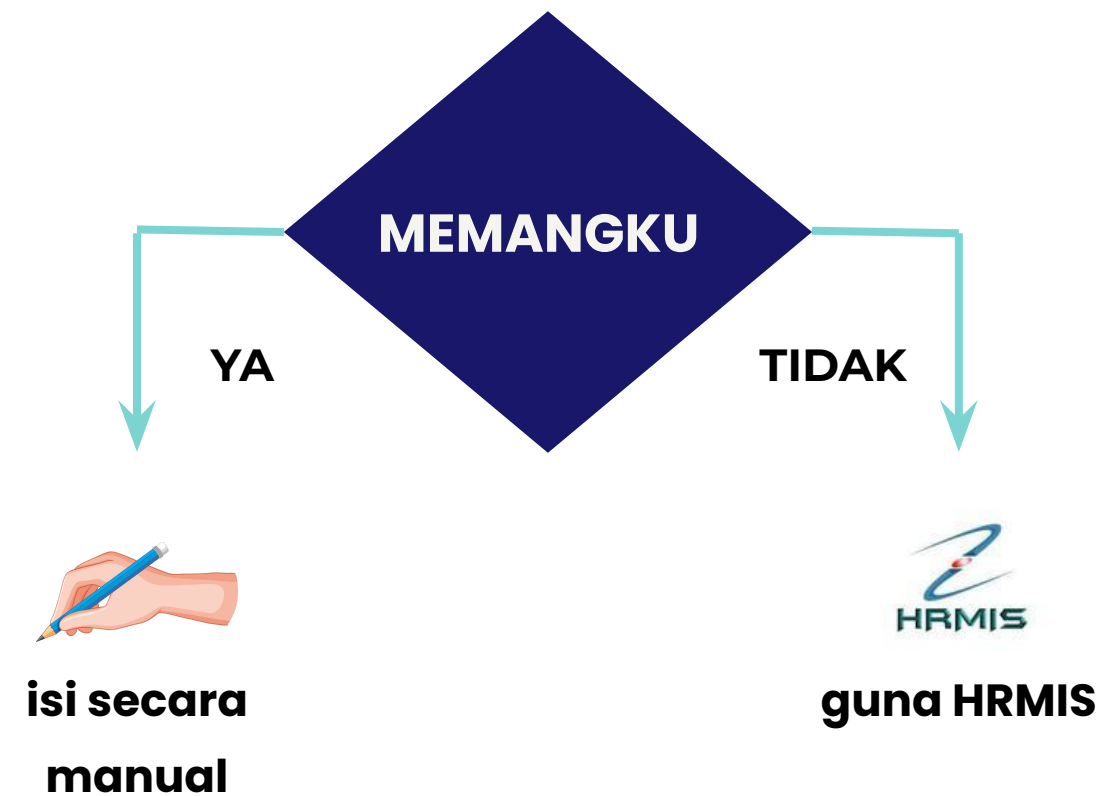 MEMANGKU
YA
TIDAK
HRMIS
isi secara
manual
guna HRMIS